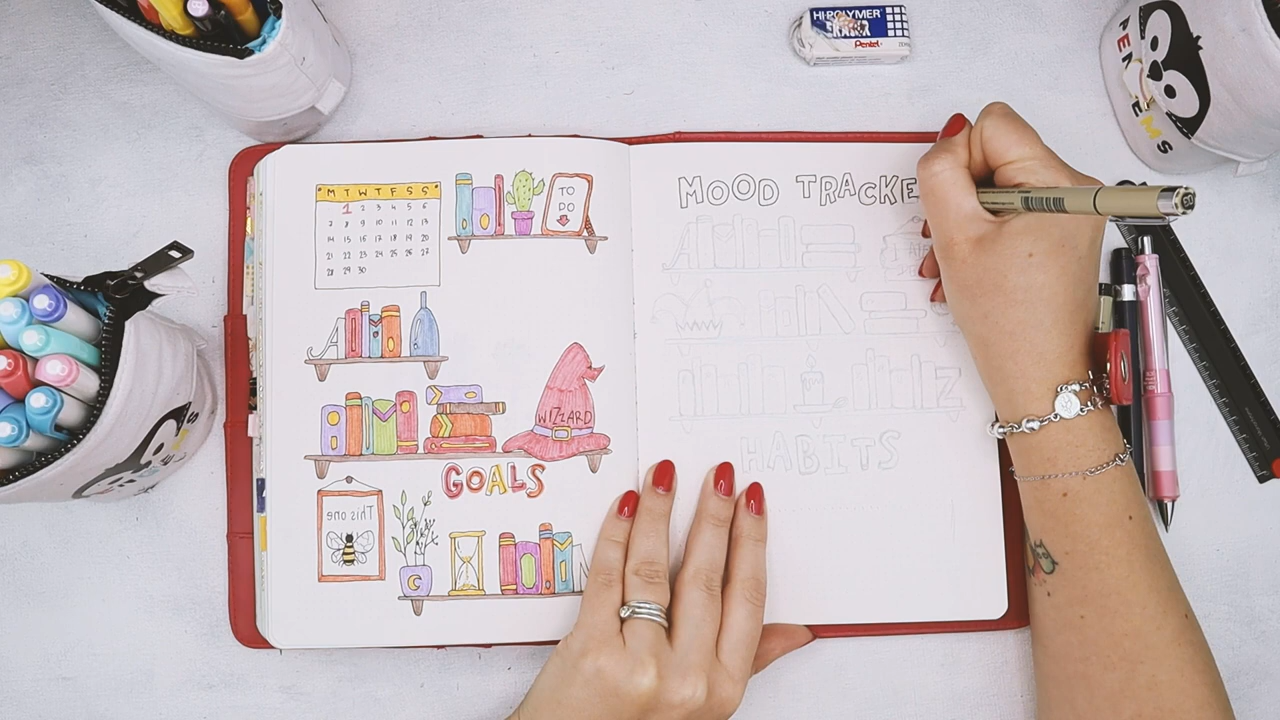 HI-POLYMER
Pentel
M T W T F S S
1 2 3 4 5 6
7 8 9 10 11 12 13
14 15 16 17 18 19 20
21 22 23 24 25 26 27
28 29 30
TO
DO
A
WIZZARD
GOALS
This one
MOOD TRACKE
A
Z
HABITS